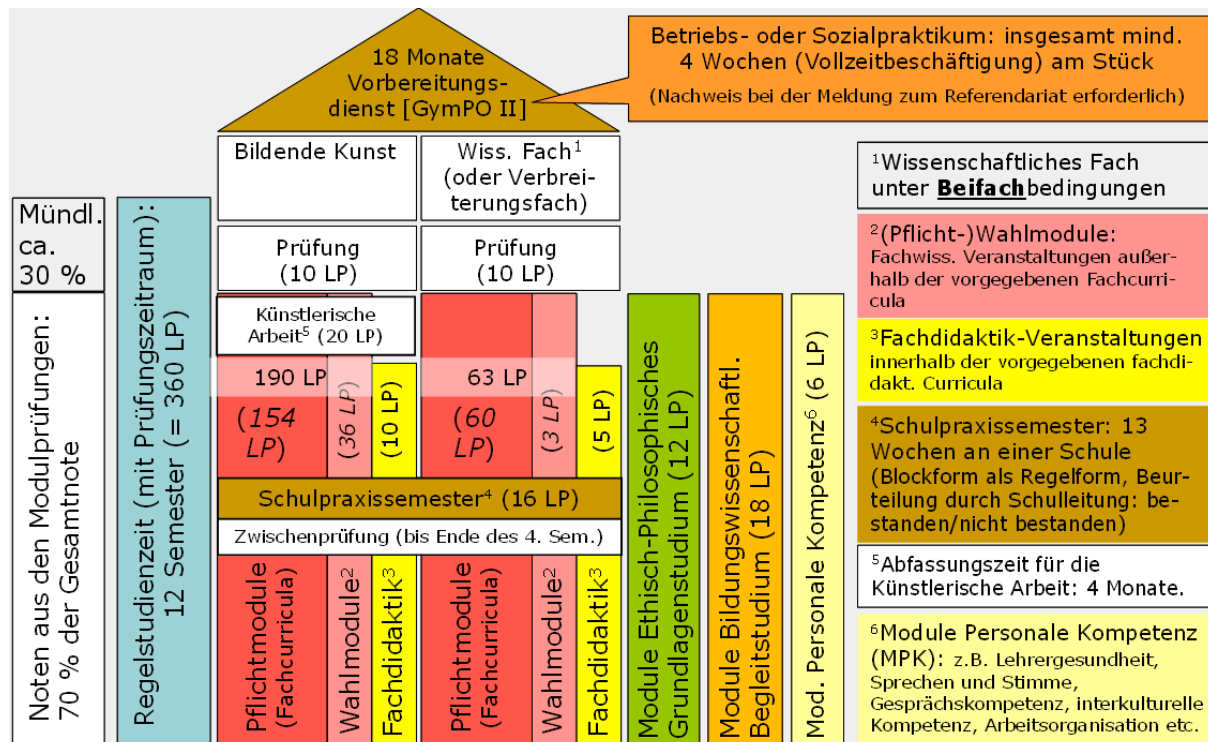 18 Monate
Vorbereitungs-
dienst [GymPO II]
Betriebs- oder Sozialpraktikum: insgesamt mind.
4 Wochen (Vollzeitbeschäftigung) am Stück
(Nachweis bei der Meldung zum Referendariat erforderlich)
Mündl.
ca.
30 %
Noten aus den Modulprüfungen:
70 % der Gesamtnote
Regelstudienzeit (mit Prüfungszeitraum):
12 Semester (= 360 LP)
Bildende Kunst
Prüfung
(10 LP)
Künstlerische
Arbeit⁵ (20 LP)
190 LP
(154
LP)
(36 LP)
(10 LP)
Wiss. Fach¹
(oder Verbrei-
terungsfach)
Prüfung
(10 LP)
63 LP
(60
LP)
(3 LP)
(5 LP)
Schulpraxissemester⁴ (16 LP)
Zwischenprüfung (bis Ende des 4. Sem.)
Pflichtmodule
(Fachcurricula)
Wahlmodule²
Fachdidaktik³
Pflichtmodule
(Fachcurricula)
Wahlmodule²
Fachdidaktik³
Module Ethisch-Philosophisches
Grundlagenstudium (12 LP)
Module Bildungswissenschaftl.
Begleitstudium (18 LP)
Mod. Personale Kompetenz⁶ (6 LP)
¹Wissenschaftliches Fach
unter Beifachbedingungen
²(Pflicht-)Wahlmodule:
Fachwiss. Veranstaltungen außer-
halb der vorgegebenen Fachcurri-
cula
³Fachdidaktik-Veranstaltungen
innerhalb der vorgegebenen fachdi-
dakt. Curricula
⁴Schulpraxissemester: 13
Wochen an einer Schule
(Blockform als Regelform, Beur-
teilung durch Schulleitung: be-
standen/nicht bestanden)
⁵Abfassungszeit für die
Künstlerische Arbeit: 4 Monate.
⁶Module Personale Kompetenz
(MPK): z.B. Lehrergesundheit,
Sprechen und Stimme,
Gesprächskompetenz, interkulturelle
Kompetenz, Arbeitsorganisation etc.